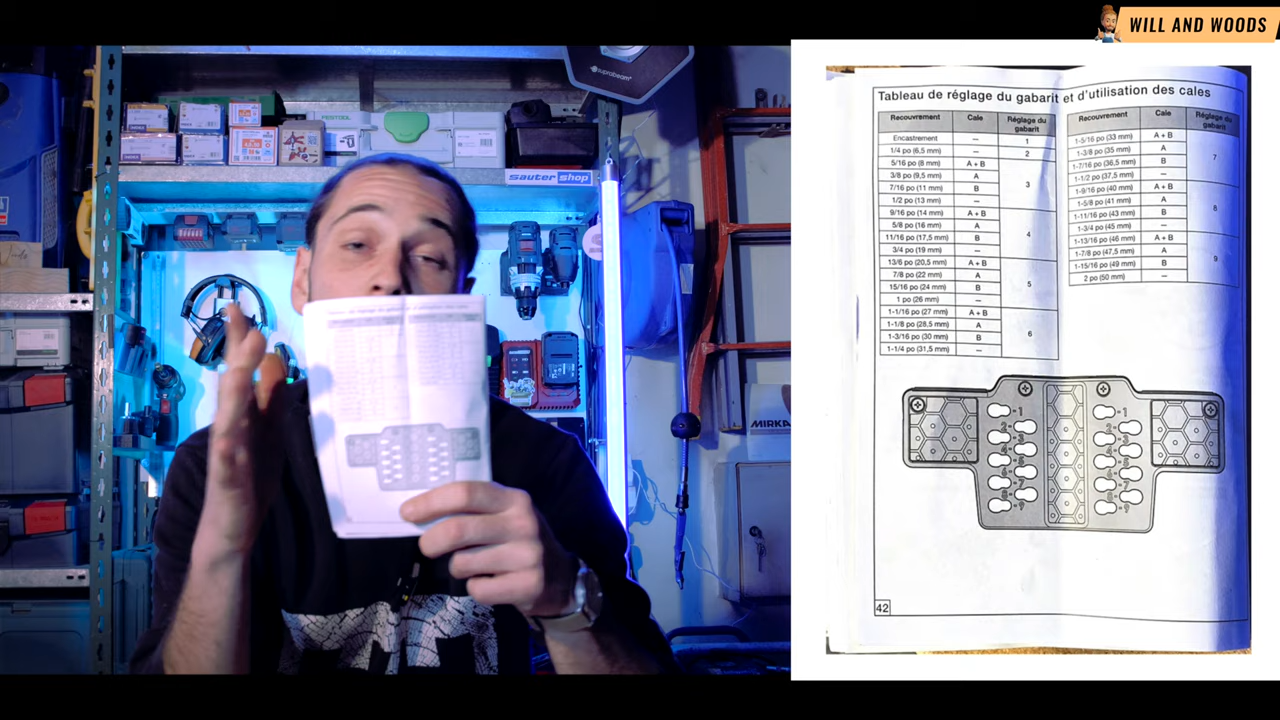 WILL AND WOODS
suprabeam
FESTOOL
sauter shop
MIRKA
Tableau de réglage du gabarit et d'utilisation des cales
Recouvrement Cale Réglage du gabarit
Encastrement — 1
1/4 po (6,5 mm) — 2
5/16 po (8 mm) A + B
3/8 po (9,5 mm) A 3
7/16 po (11 mm) B
1/2 po (13 mm) —
9/16 po (14 mm) A + B
5/8 po (16 mm) A 4
11/16 po (17,5 mm) B
3/4 po (19 mm) —
13/6 po (20,5 mm) A + B
7/8 po (22 mm) A 5
15/16 po (24 mm) B
1 po (26 mm) —
1-1/16 po (27 mm) A + B
1-1/8 po (28,5 mm) A 6
1-3/16 po (30 mm) B
1-1/4 po (31,5 mm) —
Recouvrement Cale Réglage du gabarit
1-5/16 po (33 mm) A + B
1-3/8 po (35 mm) A 7
1-7/16 po (36,5 mm) B
1-1/2 po (37,5 mm) —
1-9/16 po (40 mm) A + B
1-5/8 po (41 mm) A 8
1-11/16 po (43 mm) B
1-3/4 po (45 mm) —
1-13/16 po (46 mm) A + B
1-7/8 po (47,5 mm) A 9
1-15/16 po (49 mm) B
2 po (50 mm) —
-1 -1
2 2
-3 -3
4 4
-5 -5
6 6
-7 -7
8 8
-9 -9
42